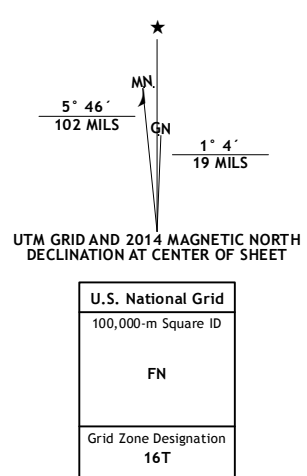 MN.
5° 46´
102 MILS
GN
1° 4´
19 MILS
UTM GRID AND 2014 MAGNETIC NORTH
DECLINATION AT CENTER OF SHEET
U.S. National Grid
100,000-m Square ID
FN
Grid Zone Designation
16T